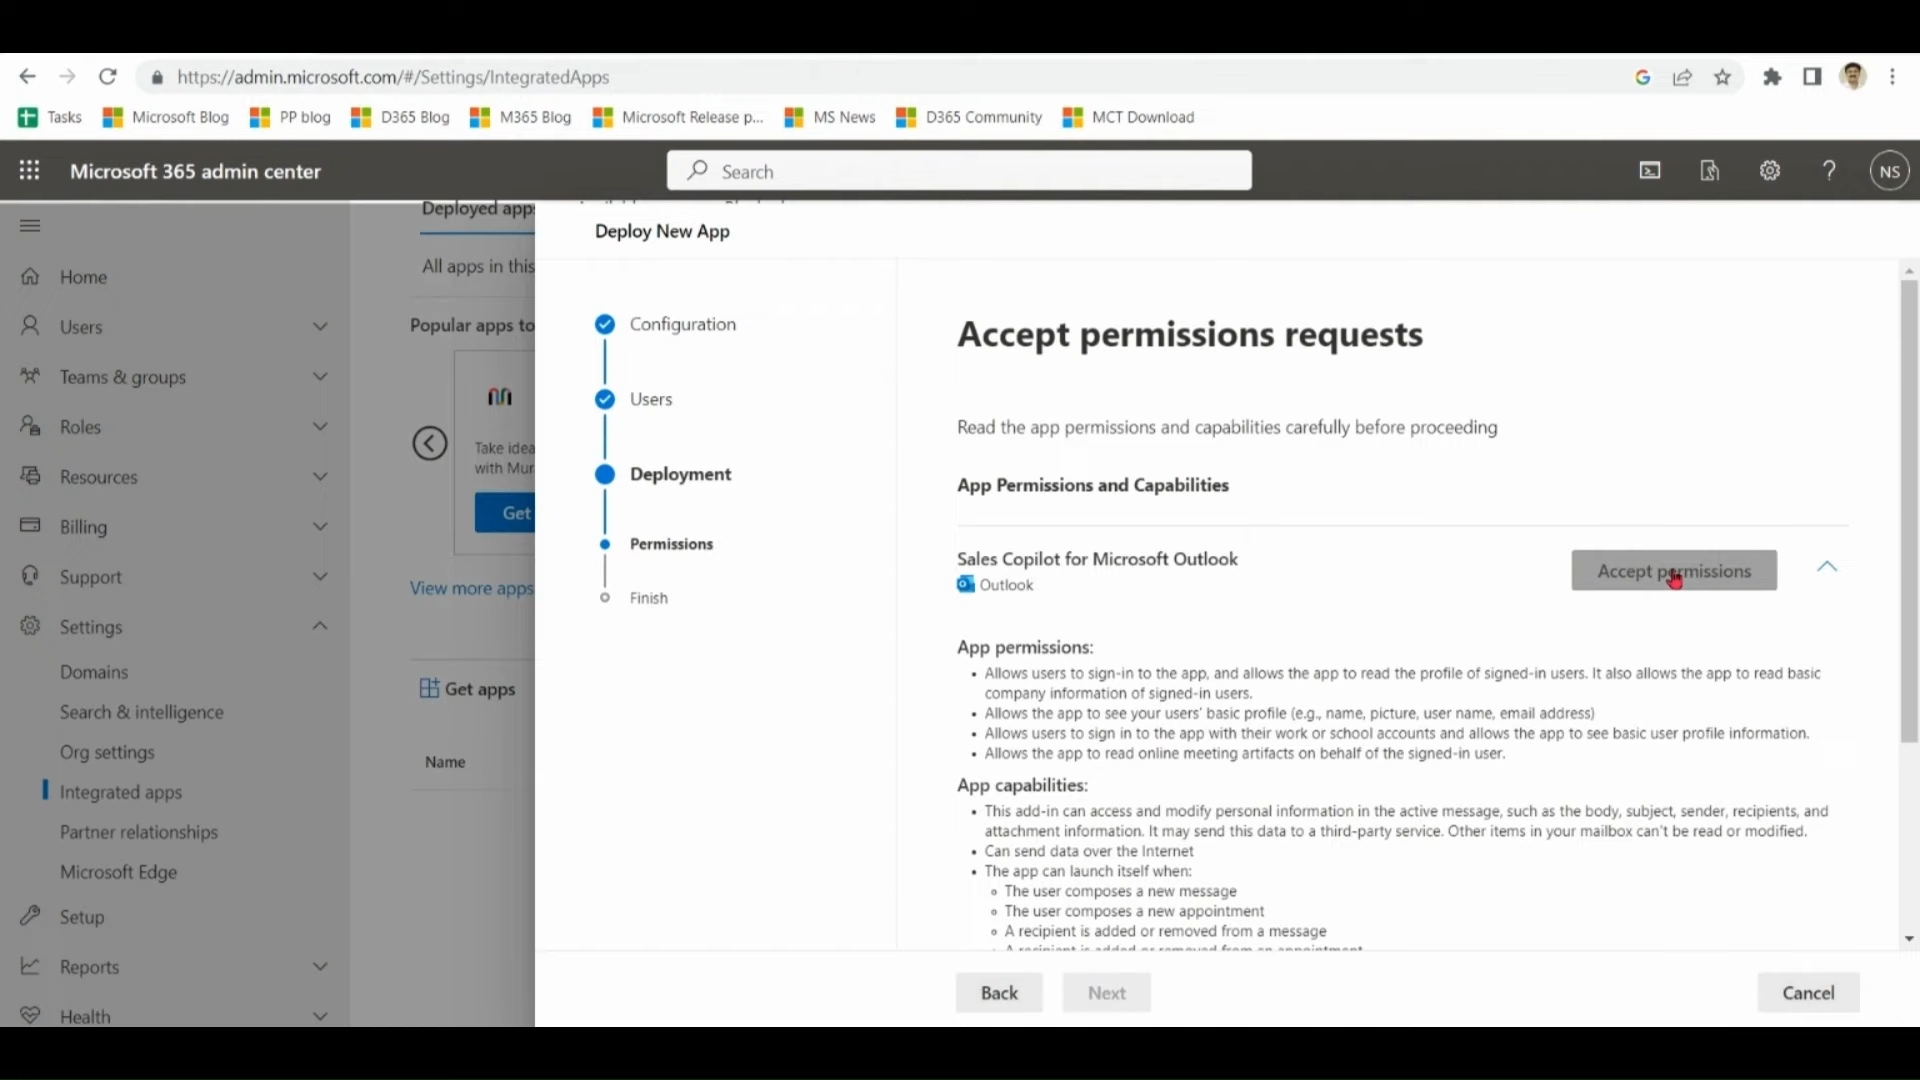 https://admin.microsoft.com/#/Settings/IntegratedApps
Tasks
Microsoft Blog
PP blog
D365 Blog
M365 Blog
Microsoft Release p...
MS News
D365 Community
MCT Download
Microsoft 365 admin center
Search
NS
Home
Users
Teams & groups
Roles
Resources
Billing
Support
Settings
Domains
Search & intelligence
Org settings
Integrated apps
Partner relationships
Microsoft Edge
Setup
Reports
Health
Deployed apps
All apps in this
Popular apps to
Take idea
with Mur
Get
View more apps
Get apps
Name
Deploy New App
Configuration
Users
Deployment
Permissions
Finish
Accept permissions requests
Read the app permissions and capabilities carefully before proceeding
App Permissions and Capabilities
Sales Copilot for Microsoft Outlook
Outlook
Accept permissions
App permissions:
• Allows users to sign-in to the app, and allows the app to read the profile of signed-in users. It also allows the app to read basic
company information of signed-in users.
• Allows the app to see your users' basic profile (e.g., name, picture, user name, email address)
• Allows users to sign in to the app with their work or school accounts and allows the app to see basic user profile information.
• Allows the app to read online meeting artifacts on behalf of the signed-in user.
App capabilities:
• This add-in can access and modify personal information in the active message, such as the body, subject, sender, recipients, and
attachment information. It may send this data to a third-party service. Other items in your mailbox can't be read or modified.
• Can send data over the Internet
• The app can launch itself when:
◦ The user composes a new message
◦ The user composes a new appointment
◦ A recipient is added or removed from a message
◦ A recipient is added or removed from an appointment
Back
Next
Cancel